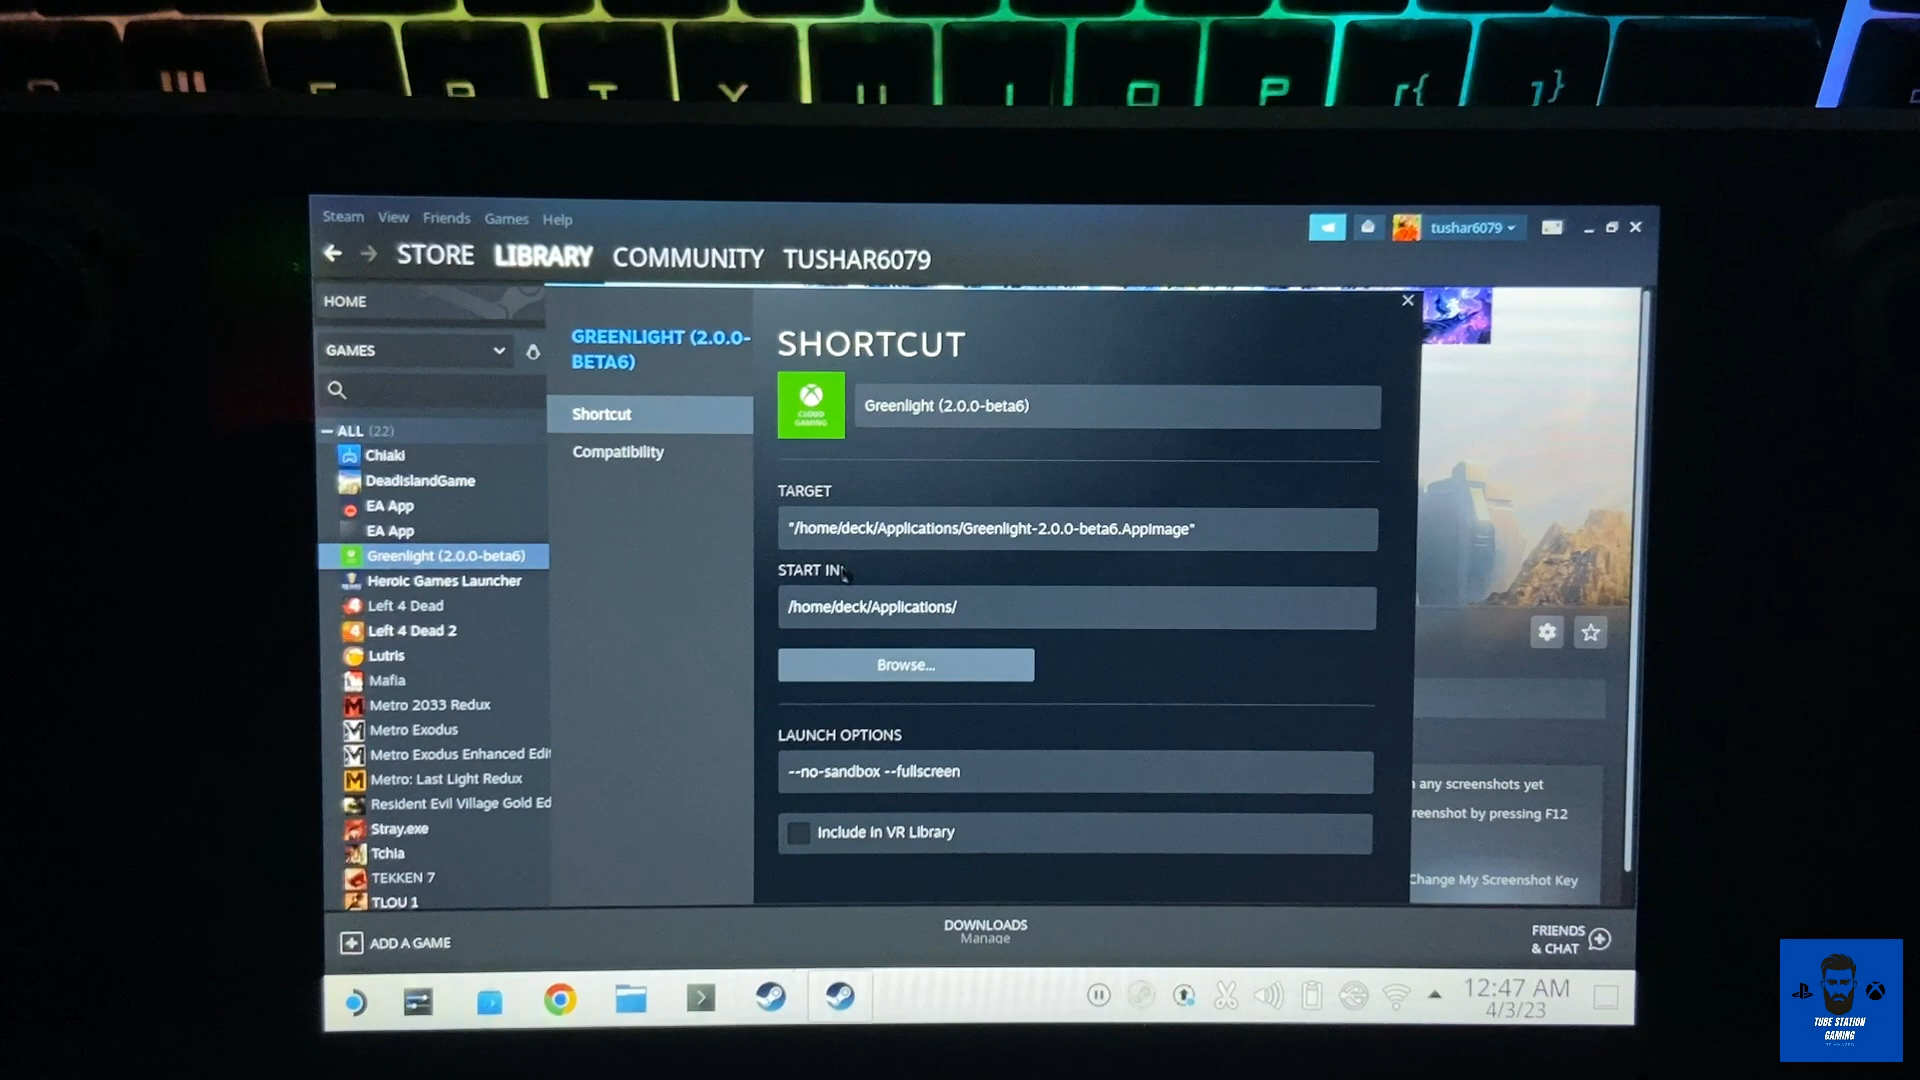 T Y U I O P [{ ]}
Steam View Friends Games Help
tushar6079
STORE LIBRARY COMMUNITY TUSHAR6079
HOME
GAMES
ALL (22)
Chiaki
DeadIslandGame
EA App
EA App
Greenlight (2.0.0-beta6)
Heroic Games Launcher
Left 4 Dead
Left 4 Dead 2
Lutris
Mafia
Metro 2033 Redux
Metro Exodus
Metro Exodus Enhanced Edit
Metro: Last Light Redux
Resident Evil Village Gold Ed
Stray.exe
Tchia
TEKKEN 7
TLOU 1
GREENLIGHT (2.0.0-
BETA6)
Shortcut
Compatibility
SHORTCUT
CLOUD
GAMING
Greenlight (2.0.0-beta6)
TARGET
"/home/deck/Applications/Greenlight-2.0.0-beta6.AppImage"
START IN:
/home/deck/Applications/
Browse...
LAUNCH OPTIONS
--no-sandbox --fullscreen
Include in VR Library
any screenshots yet
reenshot by pressing F12
Change My Screenshot Key
ADD A GAME
DOWNLOADS
Manage
FRIENDS
& CHAT
12:47 AM
4/3/23
TUBE STATION
GAMING